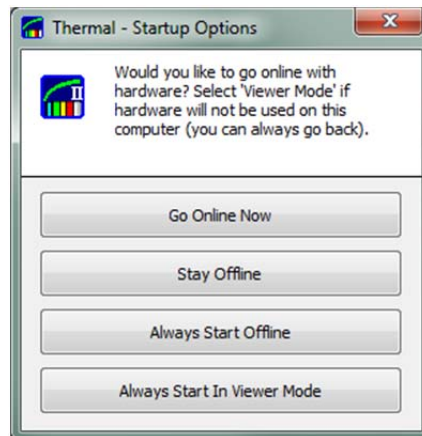 Thermal - Startup Options
Would you like to go online with
hardware? Select 'Viewer Mode' if
hardware will not be used on this
computer (you can always go back).
Go Online Now
Stay Offline
Always Start Offline
Always Start In Viewer Mode